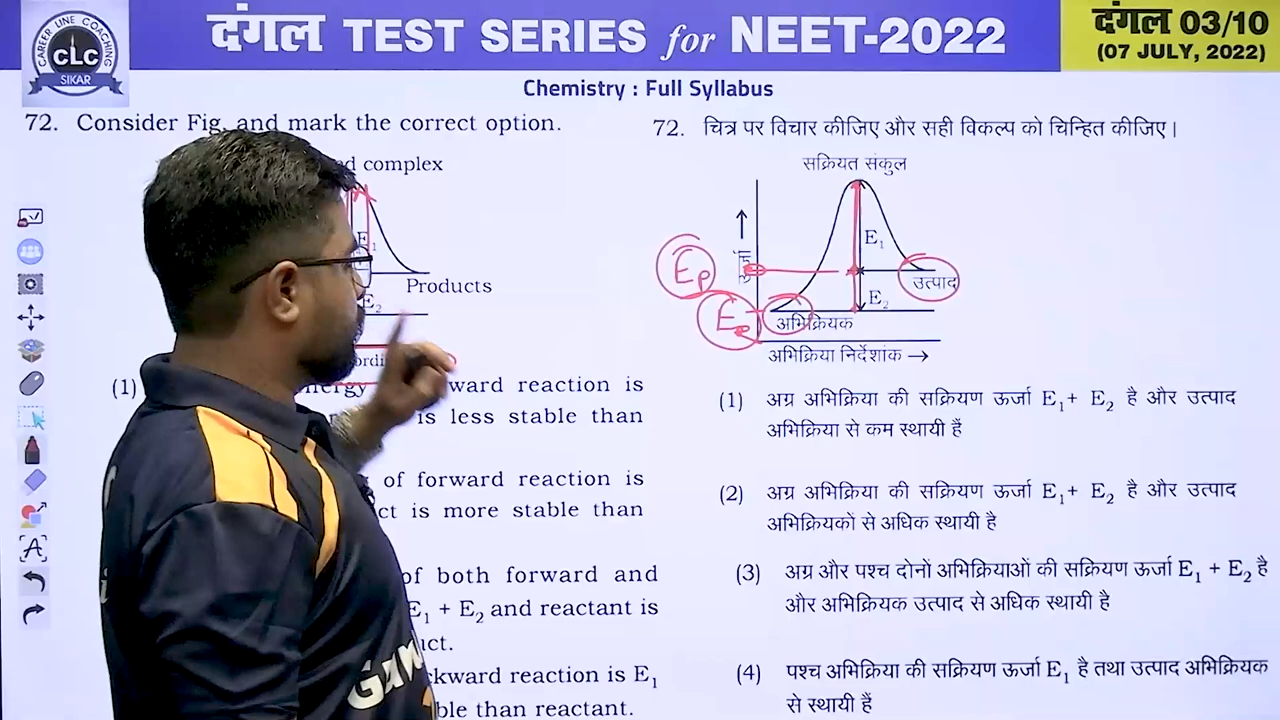 CAREER LINE COACHING
CLC
SIKAR
दंगल TEST SERIES for NEET-2022
दंगल 03/10
(07 JULY, 2022)
Chemistry : Full Syllabus
72. Consider Fig. and mark the correct option.
complex
E1
Products
E2
(1) forward reaction is
is less stable than
of forward reaction is
is more stable than
of both forward and
E1 + E2 and reactant is
reaction is E1
than reactant.
72. चित्र पर विचार कीजिए और सही विकल्प को चिन्हित कीजिए।
सक्रियत संकुल
E1
Ep
उत्पाद
E2
अभिक्रियक
अभिक्रिया निर्देशांक →
(1) अग्र अभिक्रिया की सक्रियण ऊर्जा E1+ E2 है और उत्पाद
अभिक्रिया से कम स्थायी हैं
(2) अग्र अभिक्रिया की सक्रियण ऊर्जा E1+ E2 है और उत्पाद
अभिक्रियकों से अधिक स्थायी है
(3) अग्र और पश्च दोनो अभिक्रियाओं की सक्रियण ऊर्जा E1 + E2 है
और अभिक्रियक उत्पाद से अधिक स्थायी है
(4) पश्च अभिक्रिया की सक्रियण ऊर्जा E1 है तथा उत्पाद अभिक्रियक
से स्थायी हैं